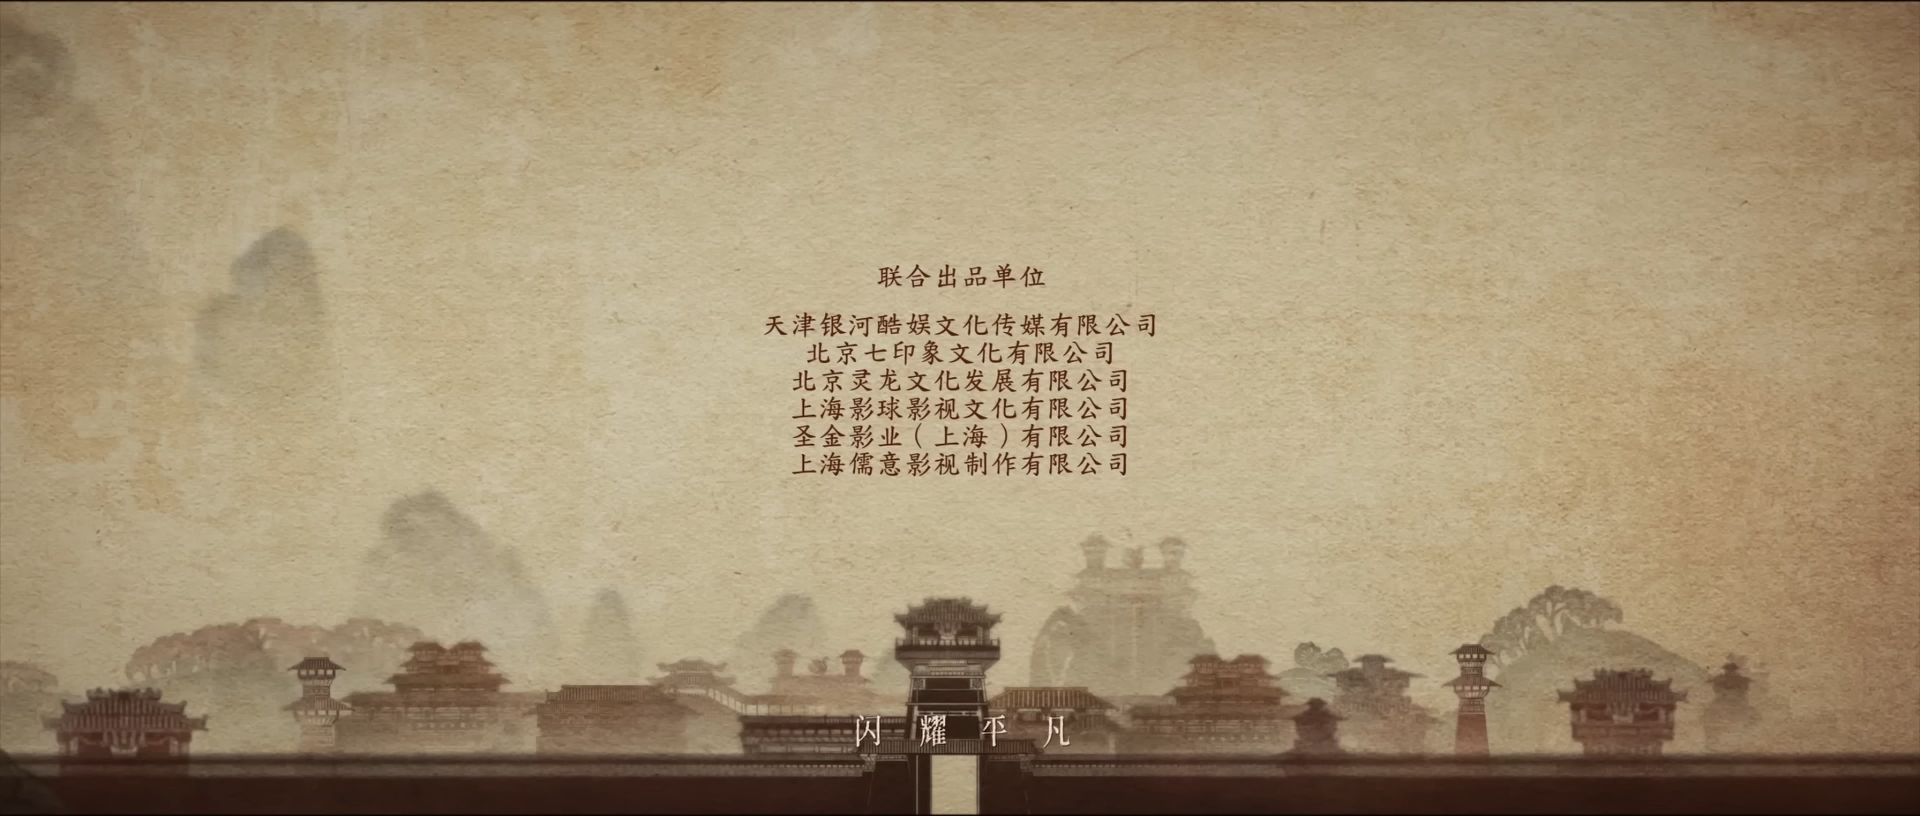 联合出品单位
天津银河酷娱文化传媒有限公司
北京七印象文化有限公司
北京灵龙文化发展有限公司
上海影球影视文化有限公司
圣金影业（上海）有限公司
上海儒意影视制作有限公司
闪耀平凡